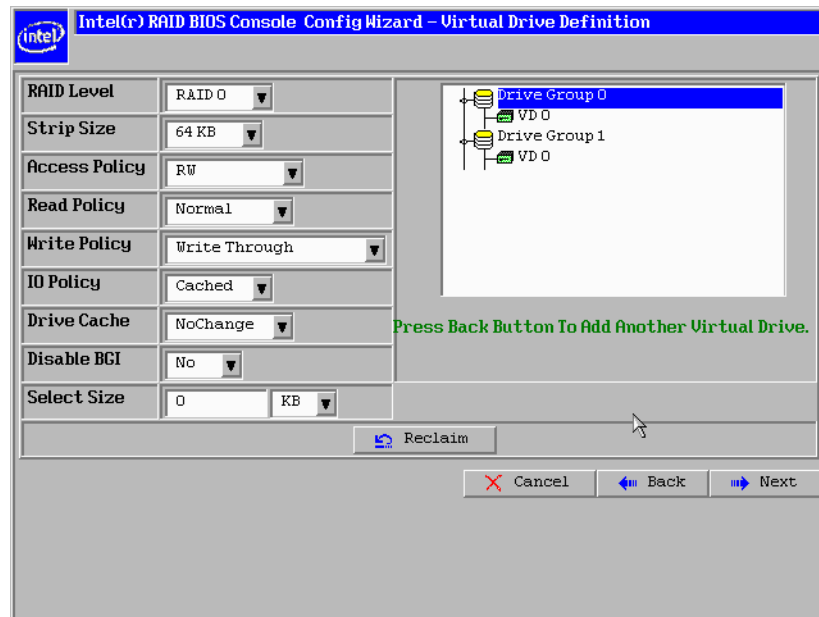 intel
Intel(r) RAID BIOS Console Config Wizard – Virtual Drive Definition
RAID Level
RAID 0
Strip Size
64 KB
Access Policy
RW
Read Policy
Normal
Write Policy
Write Through
IO Policy
Cached
Drive Cache
NoChange
Disable BGI
No
Select Size
0
KB
Drive Group 0
VD 0
Drive Group 1
VD 0
Press Back Button To Add Another Virtual Drive.
Reclaim
Cancel
Back
Next